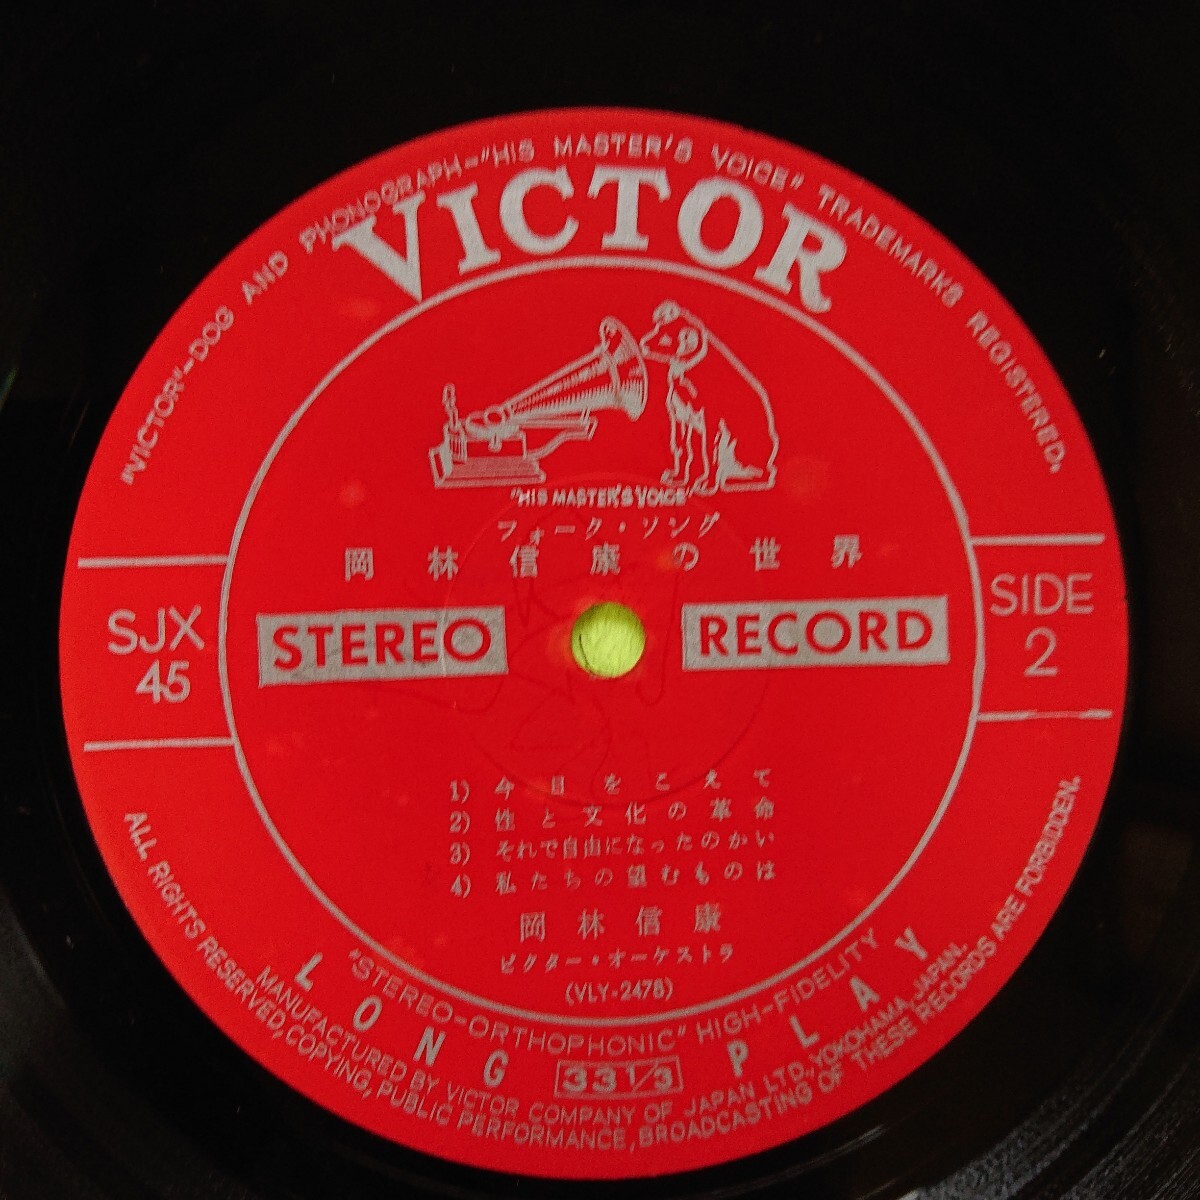 "VICTOR"–DOG AND PHONOGRAPH–"HIS MASTER'S VOICE" TRADEMARKS REGISTERED.
VICTOR
"HIS MASTER'S VOICE"
フォーク・ソング
岡林信康の世界
SJX
45
STEREO
RECORD
SIDE
2
1) 今日をこえて
2) 性と文化の革命
3) それで自由になったのかい
4) 私たちの望むものは
岡林信康
ビクター・オーケストラ
(VLY-2478)
"STEREO-ORTHOPHONIC" HIGH-FIDELITY
LONG 33 1/3 PLAY
MANUFACTURED BY VICTOR COMPANY OF JAPAN LTD., YOKOHAMA, JAPAN.
ALL RIGHTS RESERVED, COPYING, PUBLIC PERFORMANCE, BROADCASTING OF THESE RECORDS ARE FORBIDDEN.